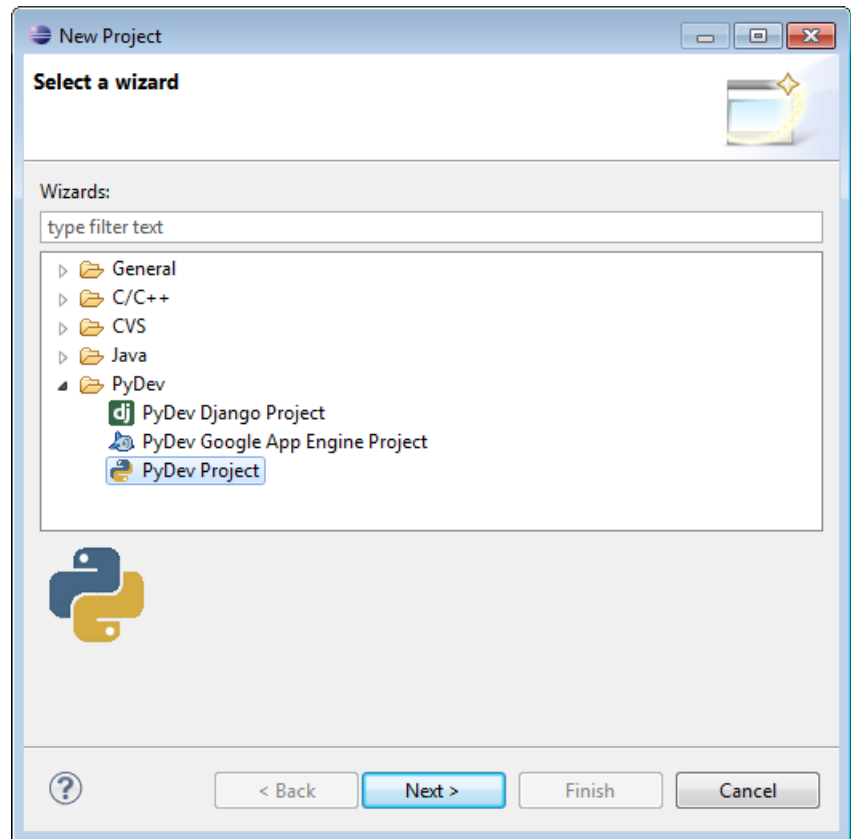 New Project
Select a wizard
Wizards:
type filter text
General
C/C++
CVS
Java
PyDev
dj PyDev Django Project
PyDev Google App Engine Project
PyDev Project
?
< Back Next > Finish Cancel